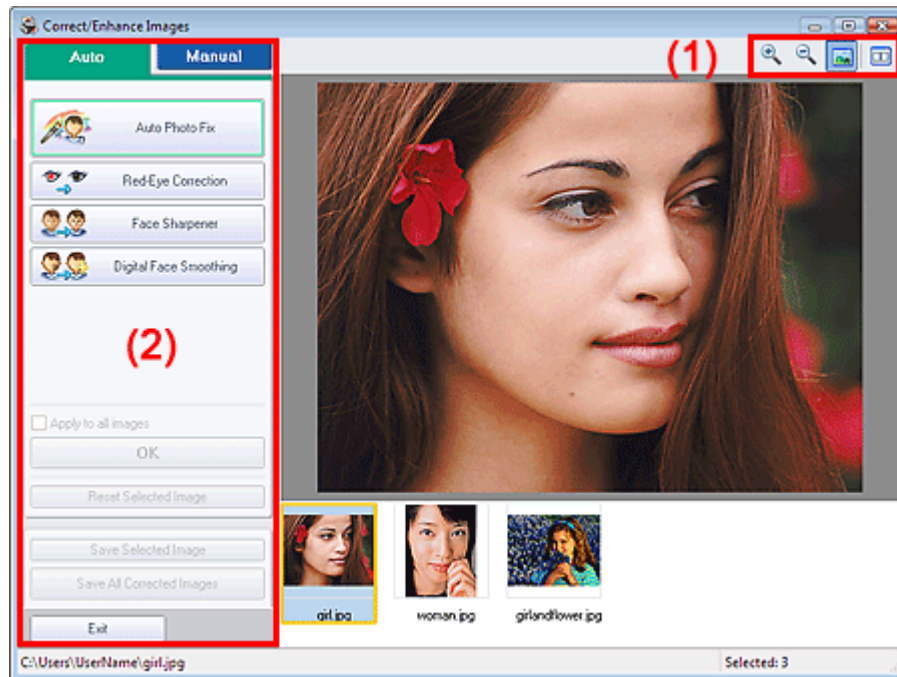 Correct/Enhance Images
Auto
Manual
(1)
Auto Photo Fix
Red-Eye Correction
Face Sharpener
Digital Face Smoothing
(2)
Apply to all images
OK
Reset Selected Image
Save Selected Image
Save All Corrected Images
Exit
girl.jpg
woman.jpg
girlandflower.jpg
C:\Users\UserName\girl.jpg
Selected: 3